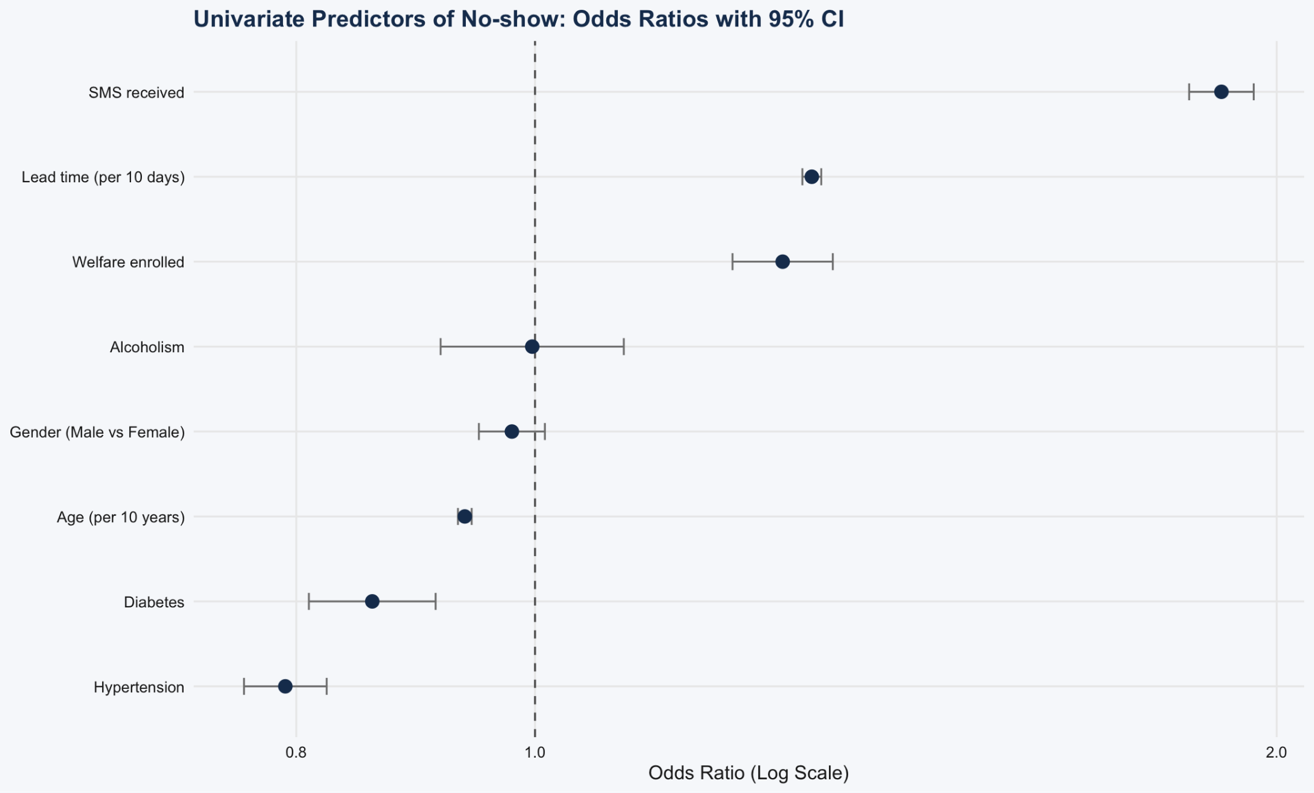 Univariate Predictors of No-show: Odds Ratios with 95% CI
SMS received
Lead time (per 10 days)
Welfare enrolled
Alcoholism
Gender (Male vs Female)
Age (per 10 years)
Diabetes
Hypertension
0.8 1.0 2.0
Odds Ratio (Log Scale)